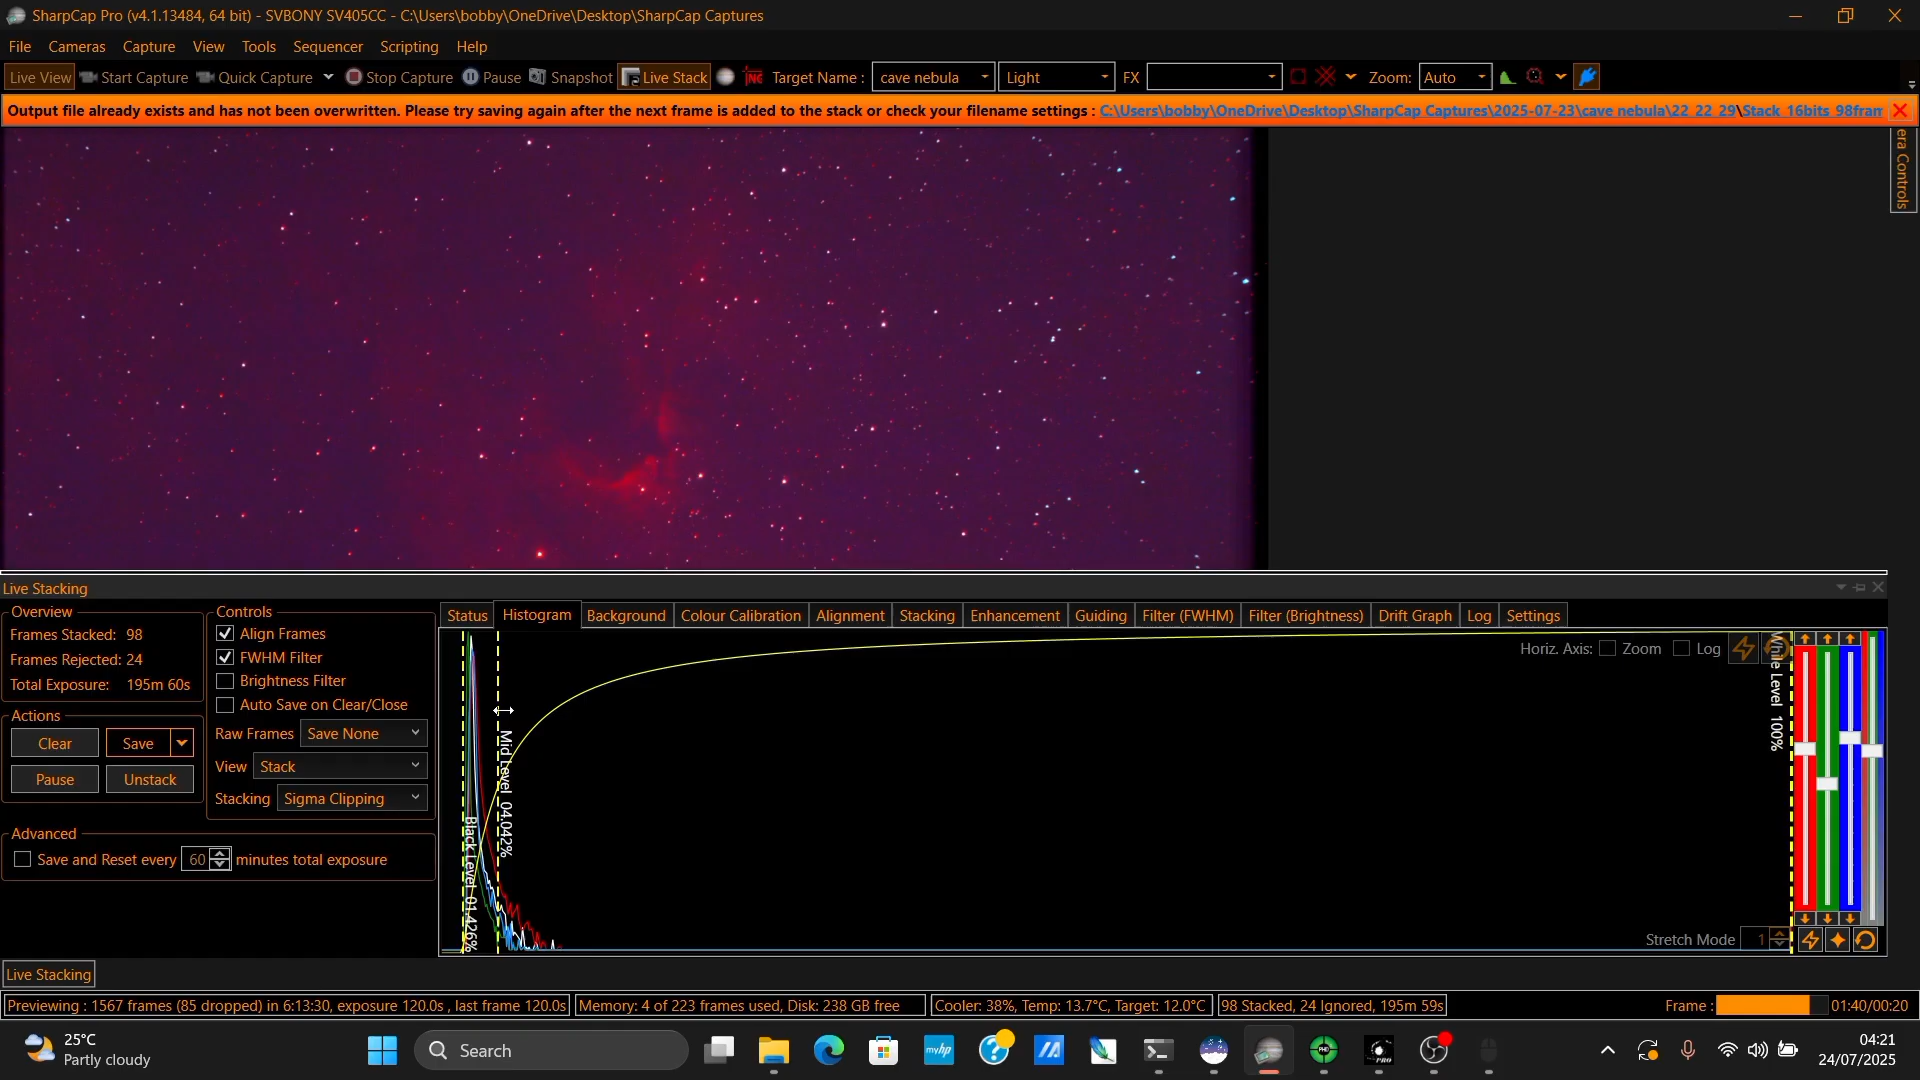 SharpCap Pro (v4.1.13484, 64 bit) - SVBONY SV405CC - C:\Users\bobby\OneDrive\Desktop\SharpCap Captures
File Cameras Capture View Tools Sequencer Scripting Help
Live View Start Capture Quick Capture Stop Capture Pause Snapshot Live Stack Target Name : cave nebula Light FX Zoom: Auto
Output file already exists and has not been overwritten. Please try saving again after the next frame is added to the stack or check your filename settings : C:\Users\bobby\OneDrive\Desktop\SharpCap Captures\2025-07-23\cave nebula\22_22_29\Stack_16bits_98fram
era Controls
Live Stacking
Overview
Frames Stacked: 98
Frames Rejected: 24
Total Exposure: 195m 60s
Actions
Clear Save
Pause Unstack
Controls
Align Frames
FWHM Filter
Brightness Filter
Auto Save on Clear/Close
Raw Frames Save None
View Stack
Stacking Sigma Clipping
Advanced
Save and Reset every 60 minutes total exposure
Status Histogram Background Colour Calibration Alignment Stacking Enhancement Guiding Filter (FWHM) Filter (Brightness) Drift Graph Log Settings
Horiz. Axis: Zoom Log
Black Level 01.426%
Mid Level 04.042%
While Level 100%
Stretch Mode 1
Live Stacking
Previewing : 1567 frames (85 dropped) in 6:13:30, exposure 120.0s , last frame 120.0s Memory: 4 of 223 frames used, Disk: 238 GB free Cooler: 38%, Temp: 13.7°C, Target: 12.0°C 98 Stacked, 24 Ignored, 195m 59s Frame : 01:40/00:20
25°C
Partly cloudy
Search
myhp
PHD
PRO
04:21
24/07/2025